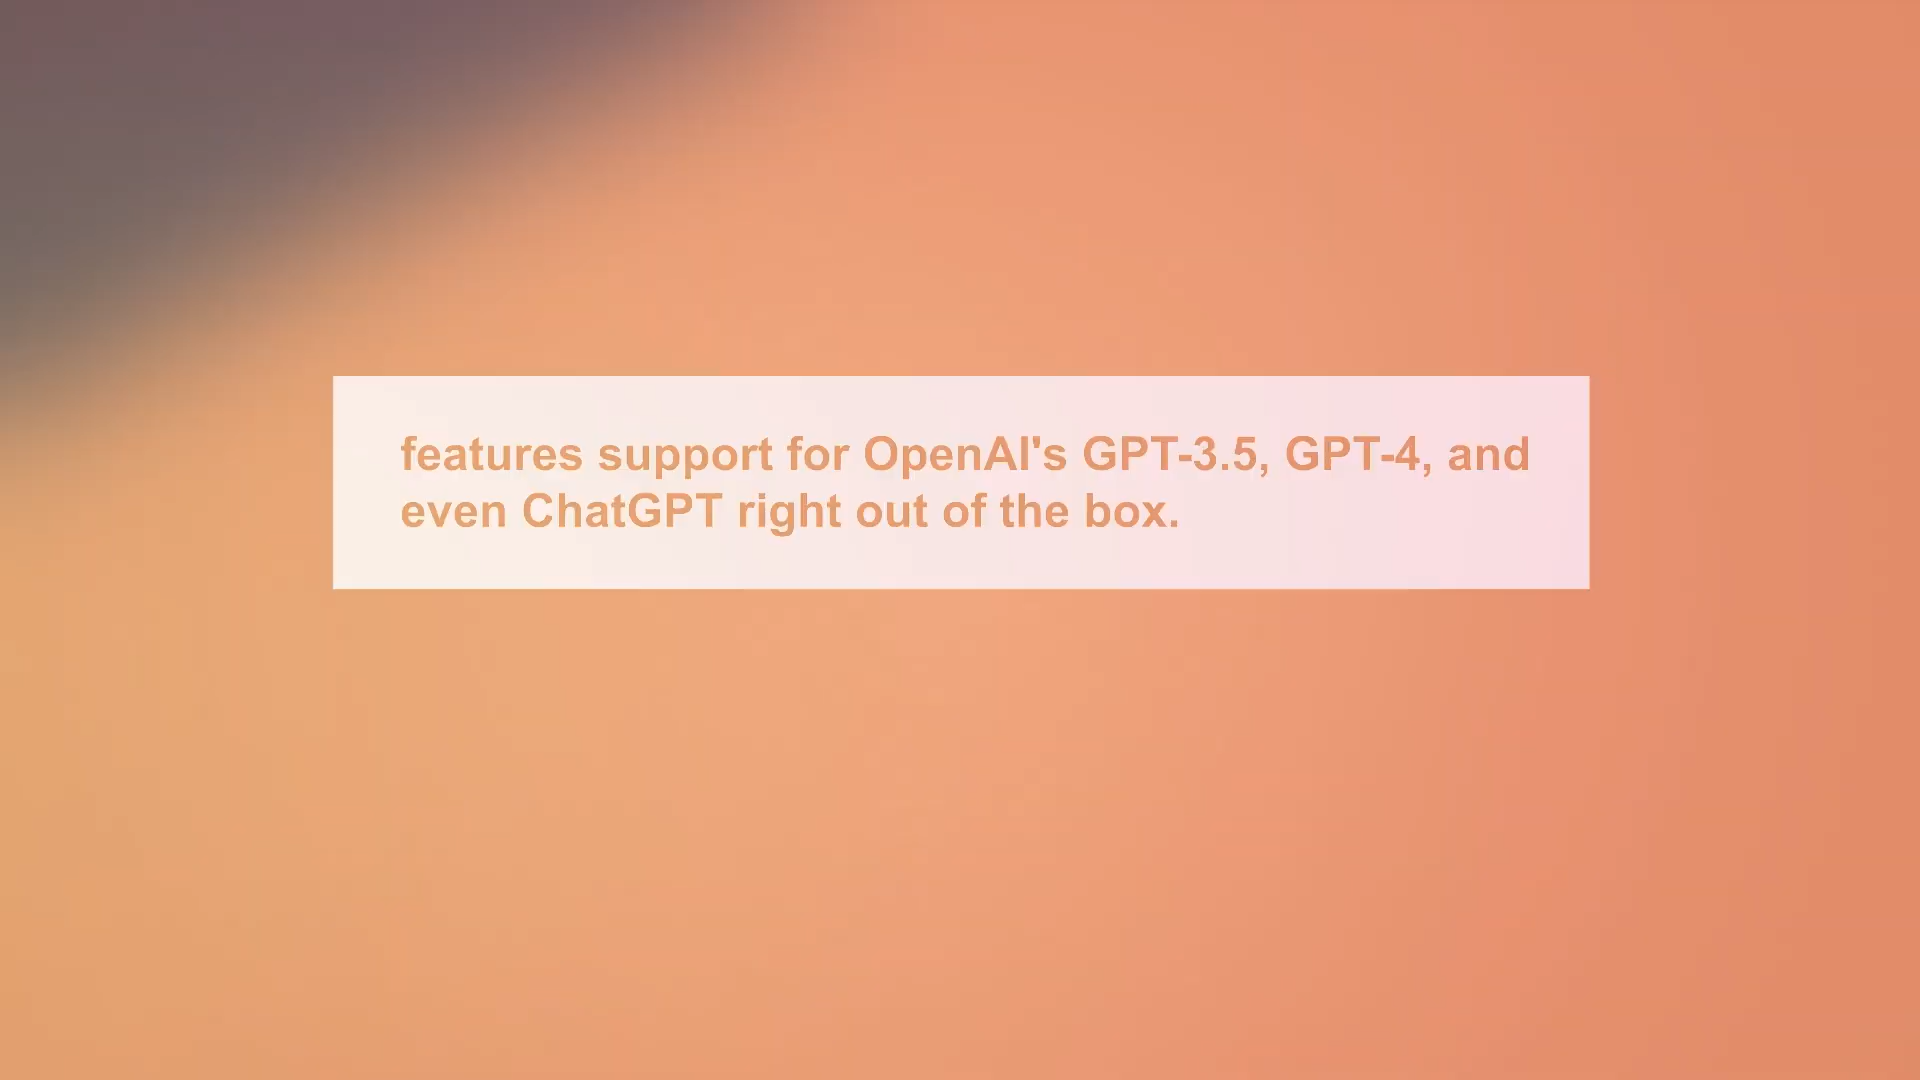 features support for OpenAI's GPT-3.5, GPT-4, and
even ChatGPT right out of the box.